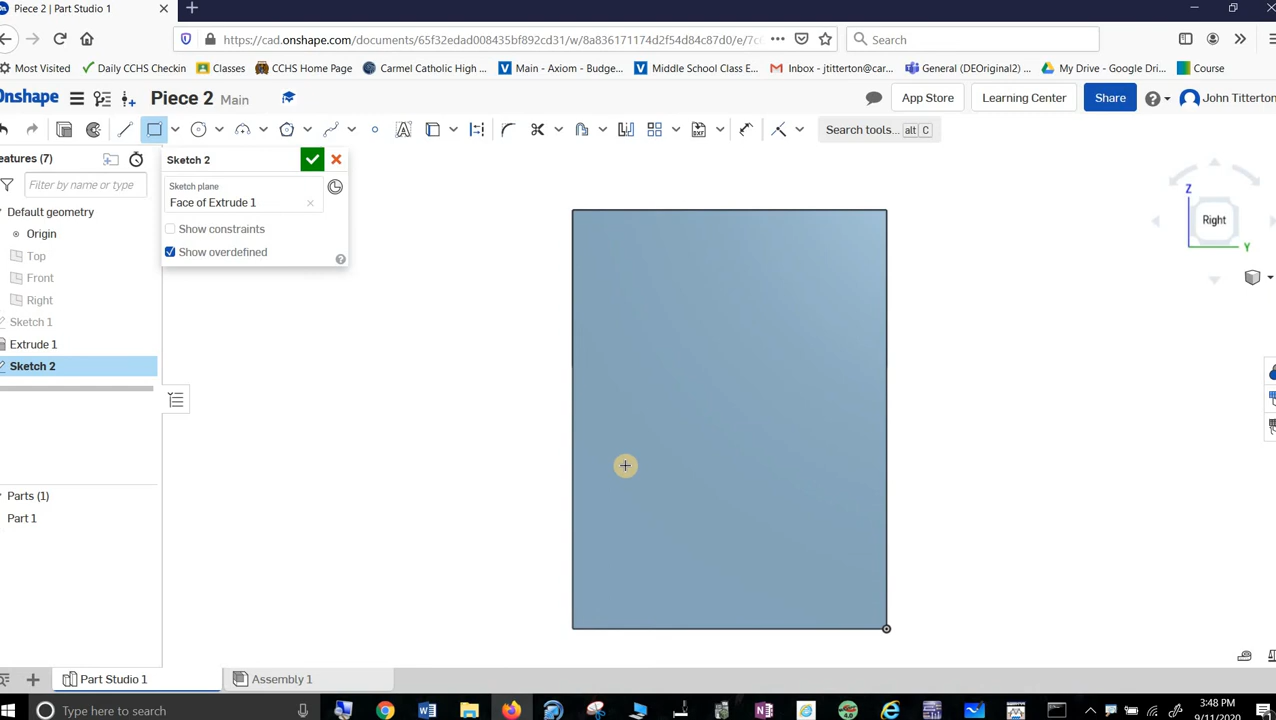 Piece 2 | Part Studio 1
https://cad.onshape.com/documents/65f32edad008435bf892cd31/w/8a836171174d2f54d84c87d0/e/7c
Search
Most Visited
Daily CCHS Checkin
Classes
CCHS Home Page
Carmel Catholic High ...
Main - Axiom - Budge...
Middle School Class E...
Inbox - jtitterton@car...
General (DEOriginal2) ...
My Drive - Google Dri...
Course
Onshape
Piece 2 Main
App Store
Learning Center
Share
John Titterton
Search tools... alt C
eatures (7)
Filter by name or type
Default geometry
Origin
Top
Front
Right
Sketch 1
Extrude 1
Sketch 2
Parts (1)
Part 1
Sketch 2
Sketch plane
Face of Extrude 1
Show constraints
Show overdefined
Z
Right
Y
Part Studio 1
Assembly 1
Type here to search
3:48 PM
9/11/2020